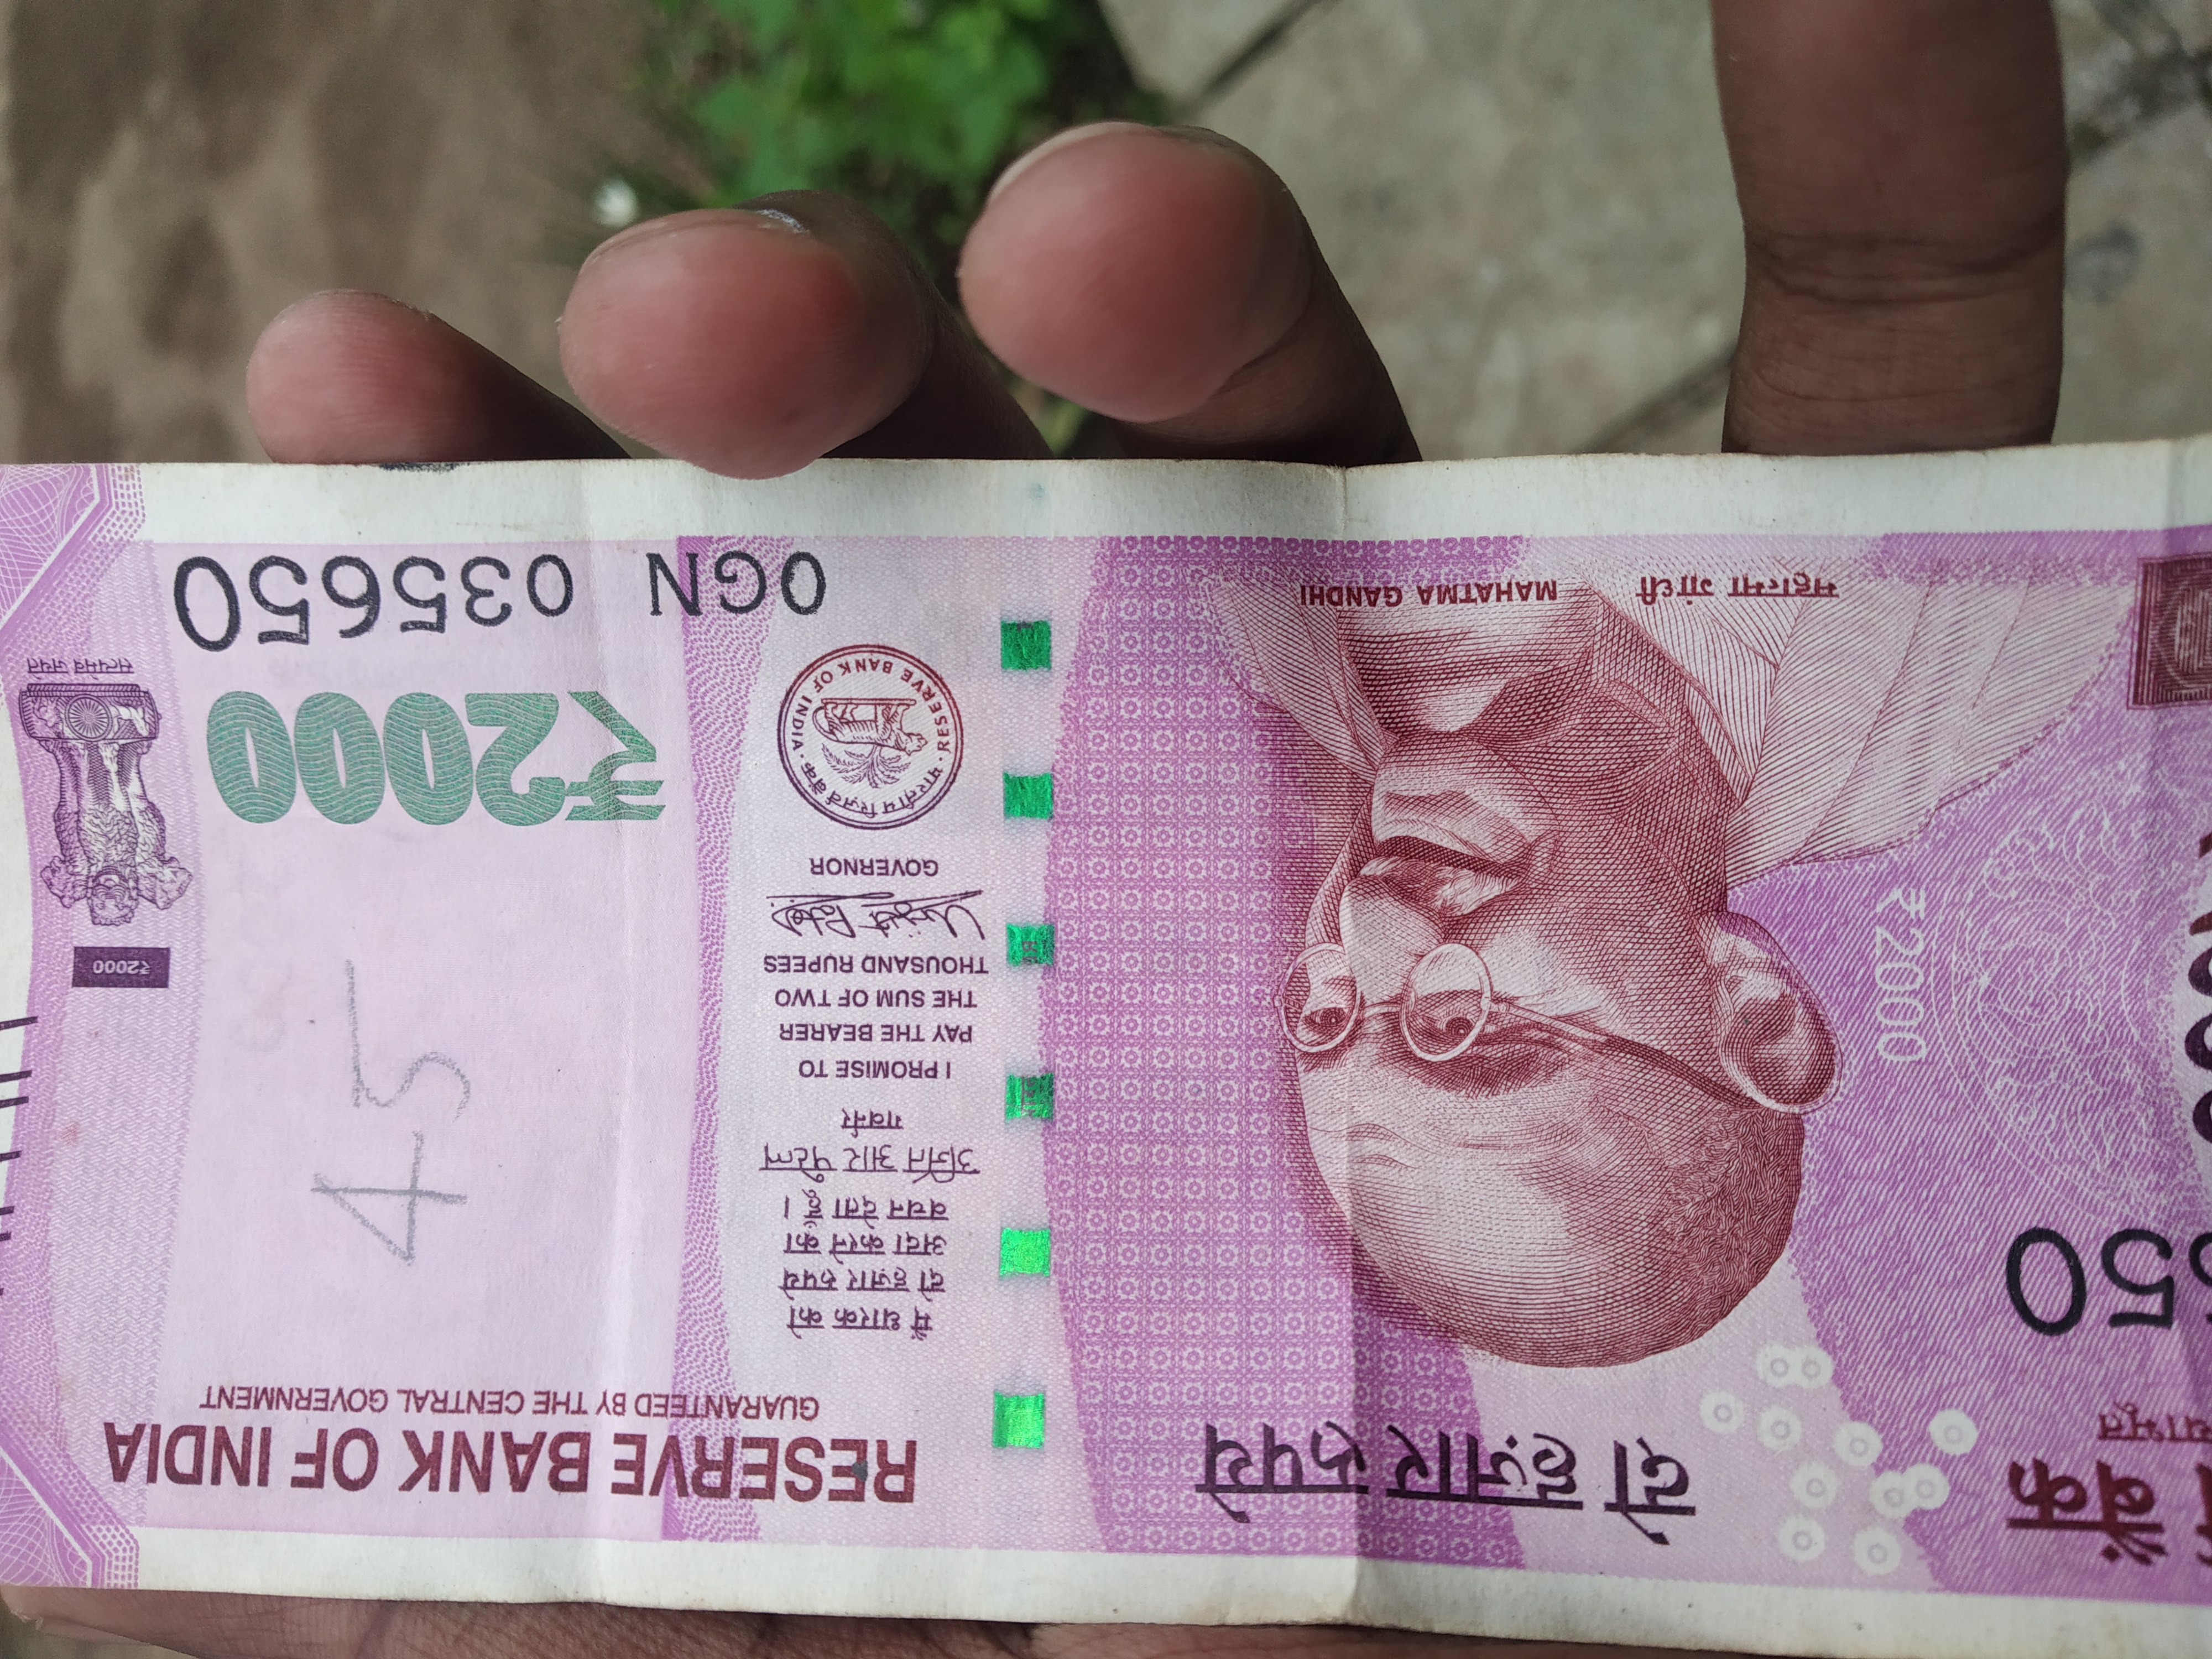 बैंक
दो हज़ार रुपये
RESERVE BANK OF INDIA
GUARANTEED BY THE CENTRAL GOVERNMENT
मैं धारक को
दो हज़ार रुपये
अदा करने का
वचन देता हूँ ।
उर्जित आर पटेल
गवर्नर
I PROMISE TO
PAY THE BEARER
THE SUM OF TWO
THOUSAND RUPEES
GOVERNOR
भारतीय रिज़र्व बैंक · INDIA
RESERVE BANK OF
45
₹2000
₹2000
सत्यमेव जयते
0GN 035650
₹2000
महात्मा गांधी MAHATMA GANDHI
50